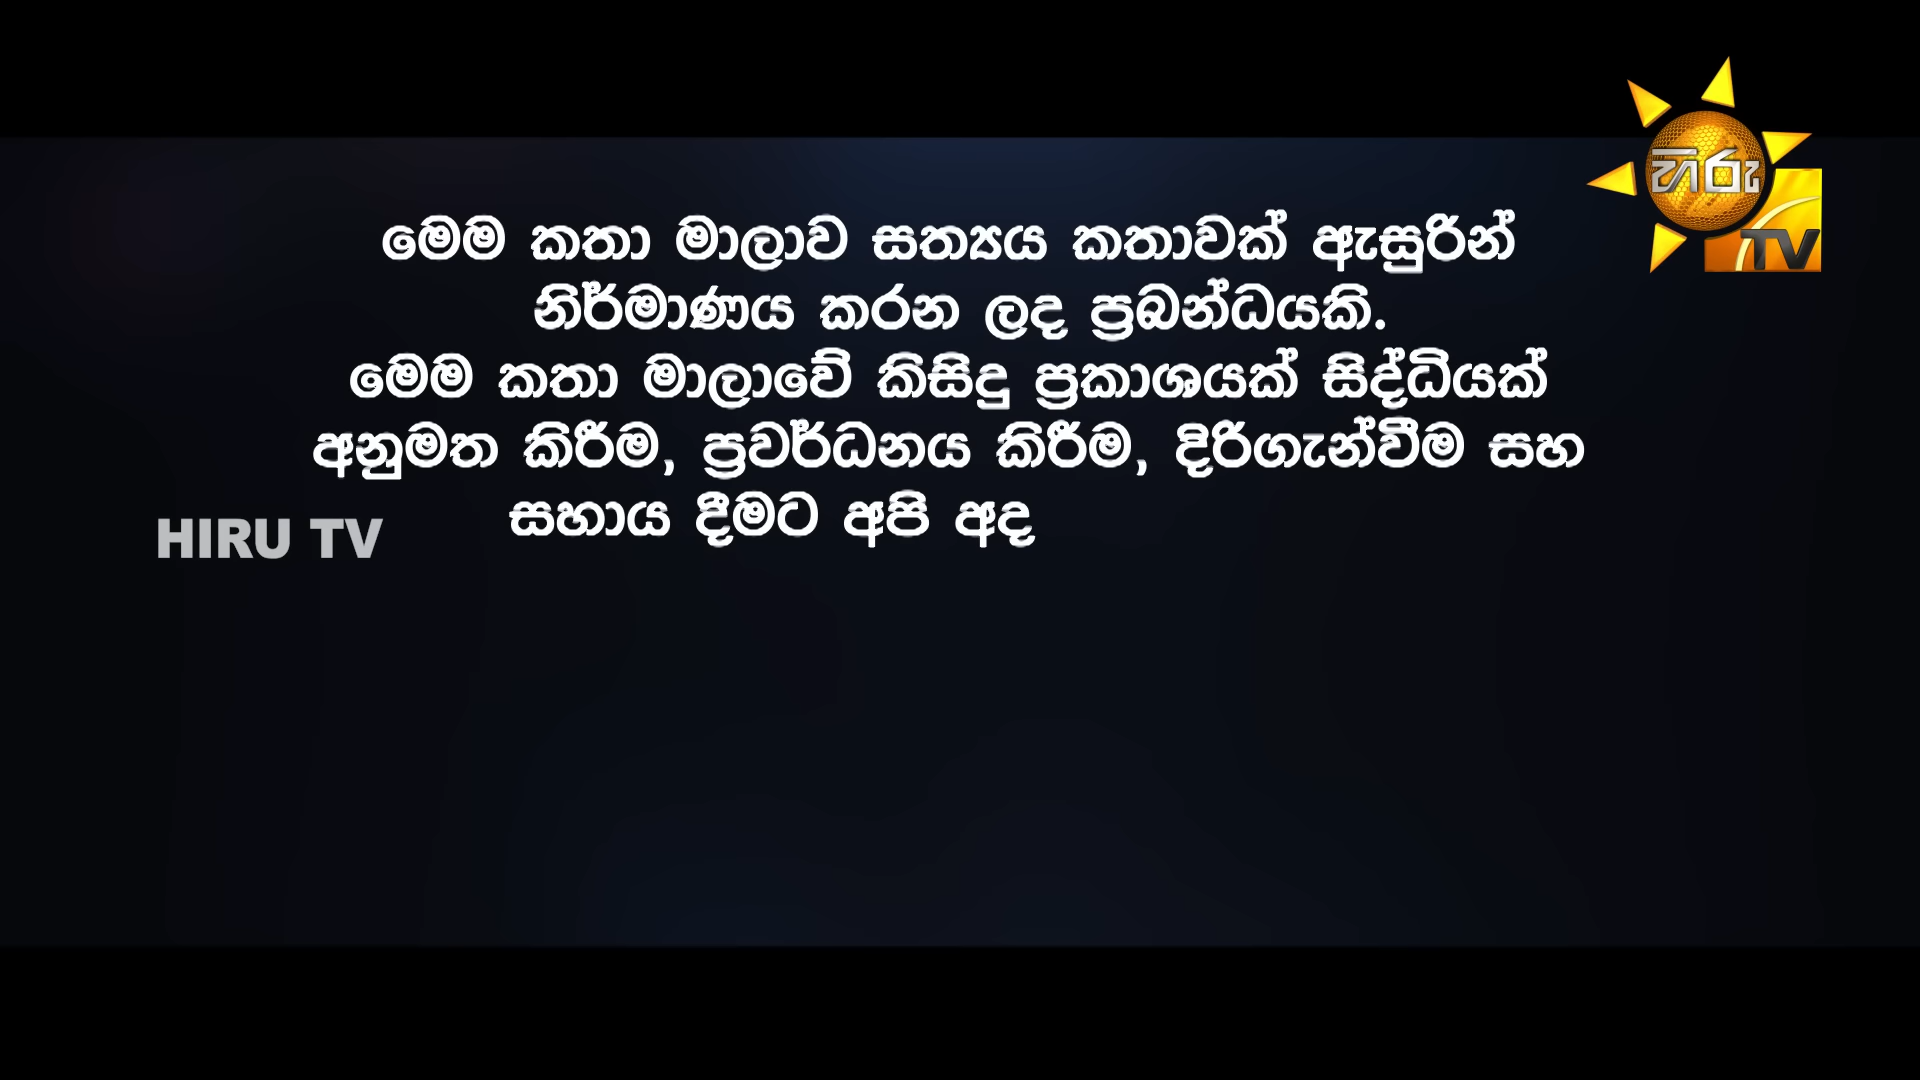 හිරු
TV
මෙම කතා මාලාව සත්‍යය කතාවක් ඇසුරින්
නිර්මාණය කරන ලද ප්‍රබන්ධයකි.
මෙම කතා මාලාවේ කිසිදු ප්‍රකාශයක් සිද්ධියක්
අනුමත කිරීම, ප්‍රවර්ධනය කිරීම, දිරිගැන්වීම සහ
සහාය දීමට අපි අද
HIRU TV